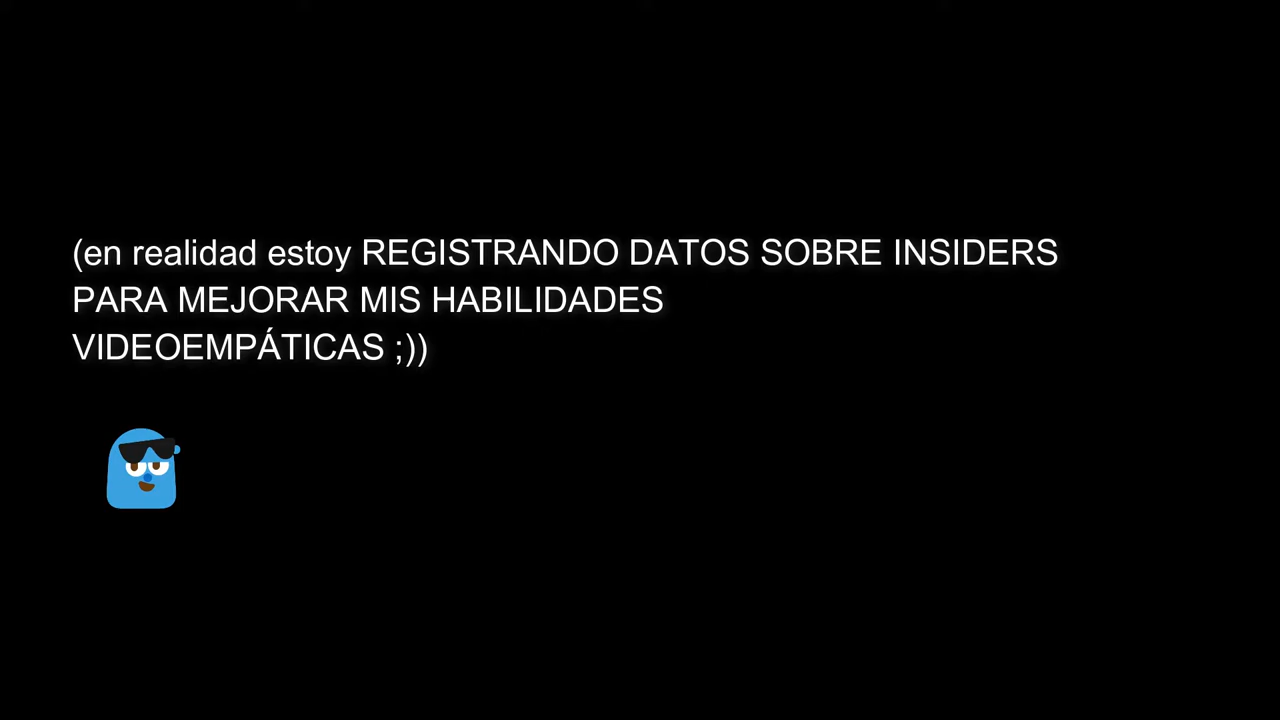 (en realidad estoy REGISTRANDO DATOS SOBRE INSIDERS
PARA MEJORAR MIS HABILIDADES
VIDEOEMPÁTICAS ;))